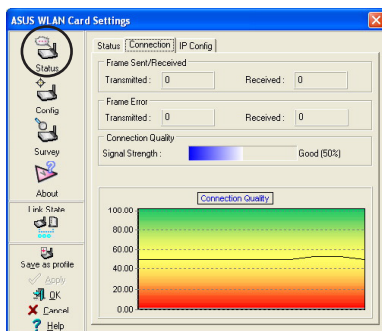 ASUS WLAN Card Settings
Status
Config
Survey
About
Link State
Save as profile
Apply
OK
Cancel
Help
Status Connection IP Config
Frame Sent/Received
Transmitted : 0 Received : 0
Frame Error
Transmitted : 0 Received : 0
Connection Quality
Signal Strength : Good (50%)
Connection Quality
100.00
80.00
60.00
40.00
20.00
0.00